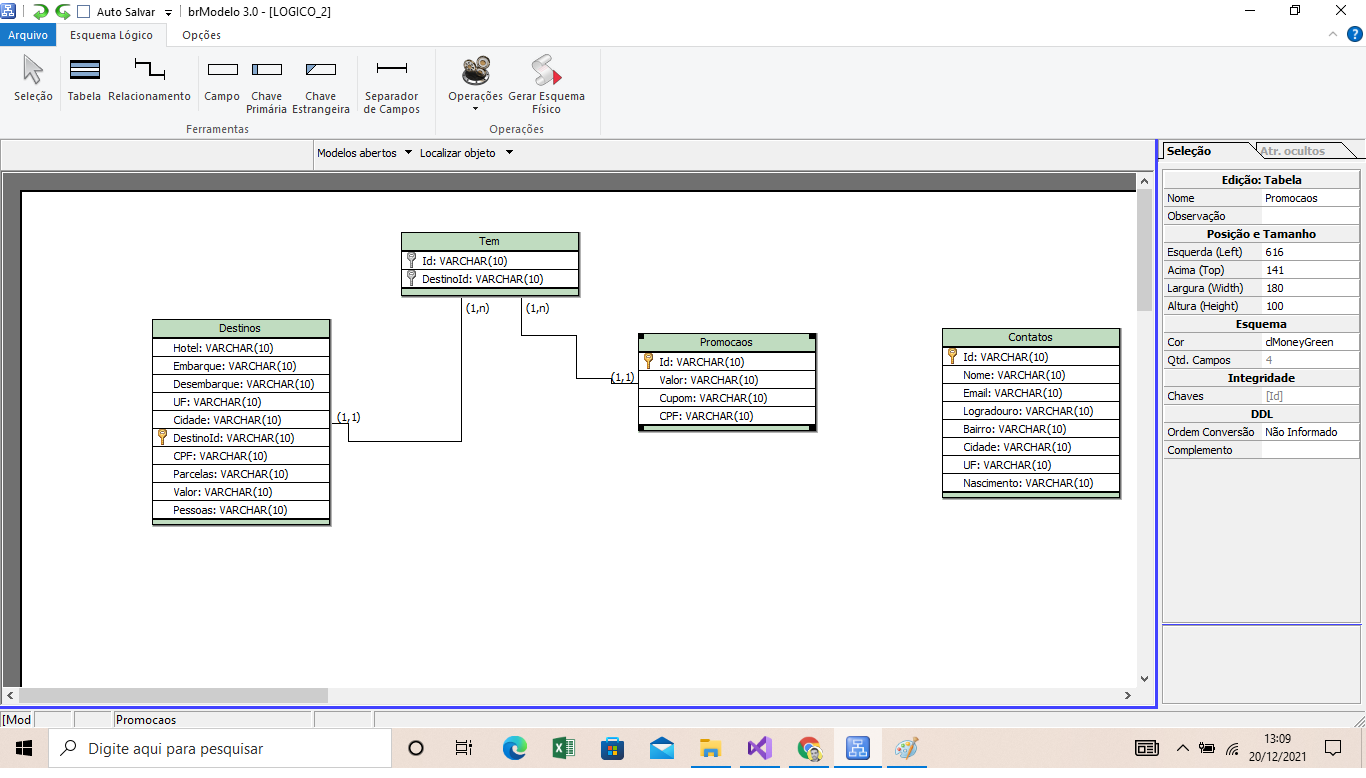 Auto Salvar brModelo 3.0 - [LOGICO_2]
Arquivo Esquema Lógico Opções
Seleção Tabela Relacionamento Campo Chave Primária Chave Estrangeira Separador de Campos Operações Gerar Esquema Físico
Ferramentas Operações
Modelos abertos Localizar objeto
Tem
Id: VARCHAR(10)
DestinoId: VARCHAR(10)
(1,n) (1,n)
Destinos
Hotel: VARCHAR(10)
Embarque: VARCHAR(10)
Desembarque: VARCHAR(10)
UF: VARCHAR(10)
Cidade: VARCHAR(10)
DestinoId: VARCHAR(10)
CPF: VARCHAR(10)
Parcelas: VARCHAR(10)
Valor: VARCHAR(10)
Pessoas: VARCHAR(10)
(1,1)
(1,1)
Promocaos
Id: VARCHAR(10)
Valor: VARCHAR(10)
Cupom: VARCHAR(10)
CPF: VARCHAR(10)
Contatos
Id: VARCHAR(10)
Nome: VARCHAR(10)
Email: VARCHAR(10)
Logradouro: VARCHAR(10)
Bairro: VARCHAR(10)
Cidade: VARCHAR(10)
UF: VARCHAR(10)
Nascimento: VARCHAR(10)
Seleção Atr. ocultos
Edição: Tabela
Nome Promocaos
Observação
Posição e Tamanho
Esquerda (Left) 616
Acima (Top) 141
Largura (Width) 180
Altura (Height) 100
Esquema
Cor clMoneyGreen
Qtd. Campos 4
Integridade
Chaves [Id]
DDL
Ordem Conversão Não Informado
Complemento
[Mod Promocaos
Digite aqui para pesquisar
13:09
20/12/2021